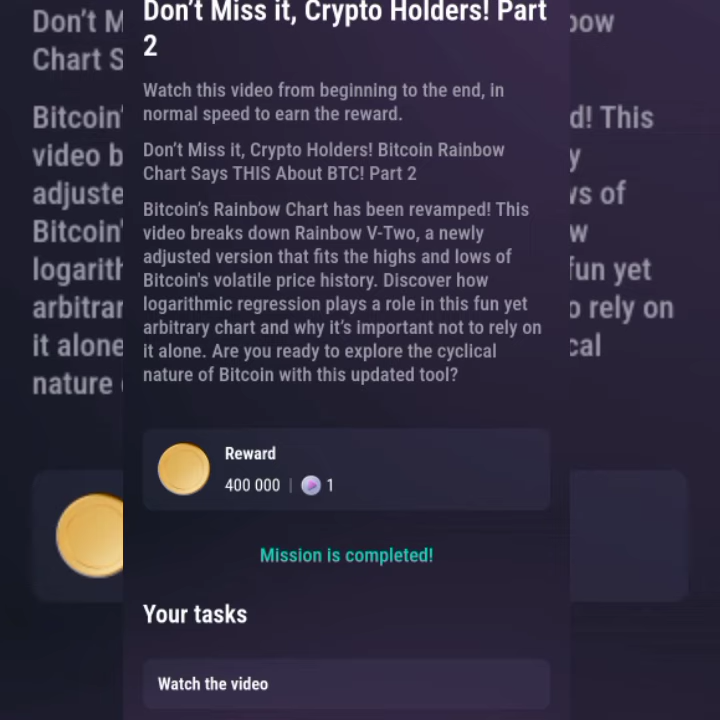 Don't Miss it, Crypto Holders! Part
2
Watch this video from beginning to the end, in
normal speed to earn the reward.
Don't Miss it, Crypto Holders! Bitcoin Rainbow
Chart Says THIS About BTC! Part 2
Bitcoin's Rainbow Chart has been revamped! This
video breaks down Rainbow V-Two, a newly
adjusted version that fits the highs and lows of
Bitcoin's volatile price history. Discover how
logarithmic regression plays a role in this fun yet
arbitrary chart and why it's important not to rely on
it alone. Are you ready to explore the cyclical
nature of Bitcoin with this updated tool?
Reward
400 000 | 1
Mission is completed!
Your tasks
Watch the video